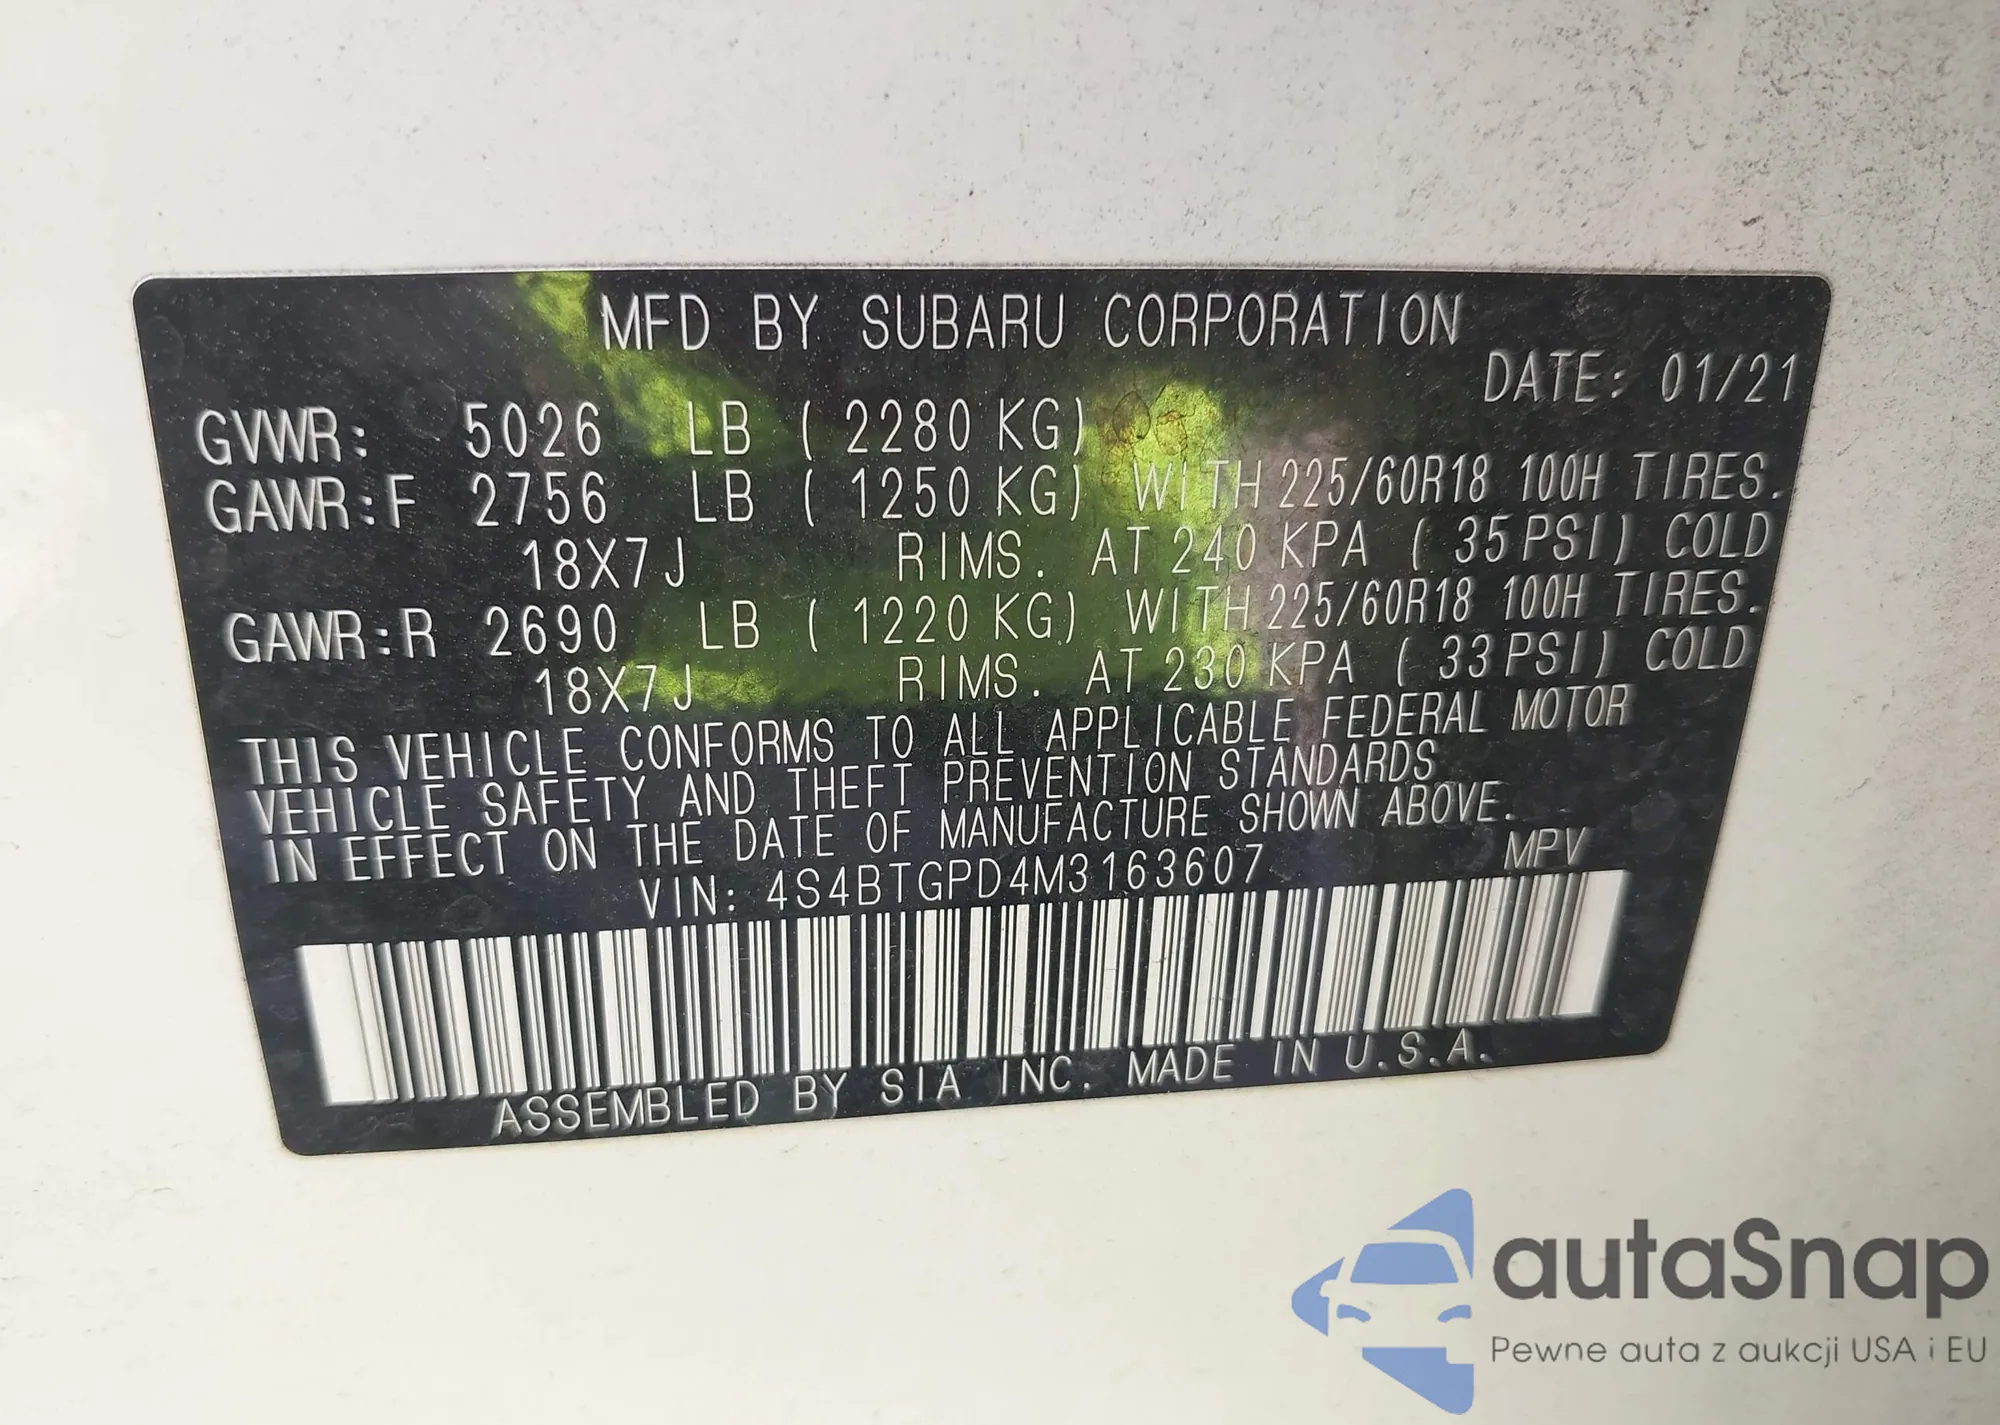 MFD BY SUBARU CORPORATION
DATE: 01/21
GVWR: 5026 LB ( 2280 KG)
GAWR:F 2756 LB ( 1250 KG) WITH 225/60R18 100H TIRES.
18X7J RIMS. AT 240 KPA ( 35 PSI) COLD
GAWR:R 2690 LB ( 1220 KG) WITH 225/60R18 100H TIRES.
18X7J RIMS. AT 230 KPA ( 33 PSI) COLD
THIS VEHICLE CONFORMS TO ALL APPLICABLE FEDERAL MOTOR
VEHICLE SAFETY AND THEFT PREVENTION STANDARDS
IN EFFECT ON THE DATE OF MANUFACTURE SHOWN ABOVE.
VIN: 4S4BTGPD4M3163607 MPV
ASSEMBLED BY SIA INC. MADE IN U.S.A.
autaSnap
Pewne auta z aukcji USA i EU